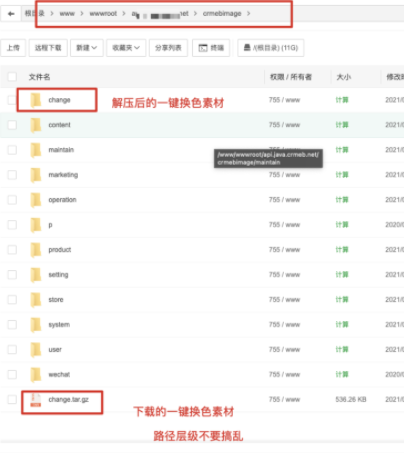 根目录 > www > wwwroot > et > crmebimage >
上传 远程下载 新建 收藏夹 分享列表 终端 /(根目录) (11G)
文件名 权限 / 所有者 大小
change 755 / www 计算 2021/
解压后的一键换色素材
content 755 / www 计算 2021/
maintain 755 / www 计算 2021/
/www/wwwroot/api.java.crmeb.net/
crmebimage/maintain
marketing 755 / www 计算 2021/
operation 755 / www 计算 2021/
p 755 / www 计算 2020/
product 755 / www 计算 2021/
setting 755 / www 计算 2021/
store 755 / www 计算 2021/
system 755 / www 计算 2021/
user 755 / www 计算 2021/
wechat 755 / www 计算 2020/
change.tar.gz 755 / www 536.26 KB 2021/
下载的一键换色素材
路径层级不要搞乱